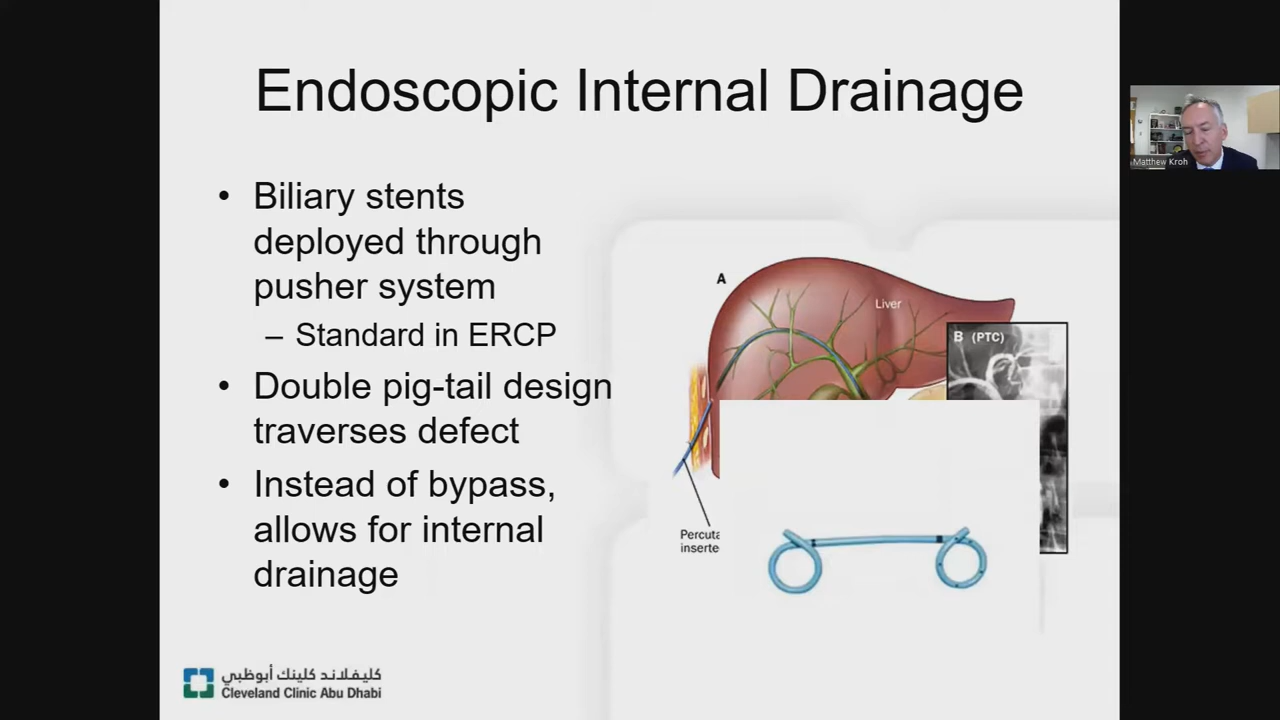 Endoscopic Internal Drainage
• Biliary stents
deployed through
pusher system
– Standard in ERCP
• Double pig-tail design
traverses defect
• Instead of bypass,
allows for internal
drainage
A
Liver
B (PTC)
Percuta
inserte
كليفلاند كلينك أبوظبي
Cleveland Clinic Abu Dhabi
Matthew Kroh